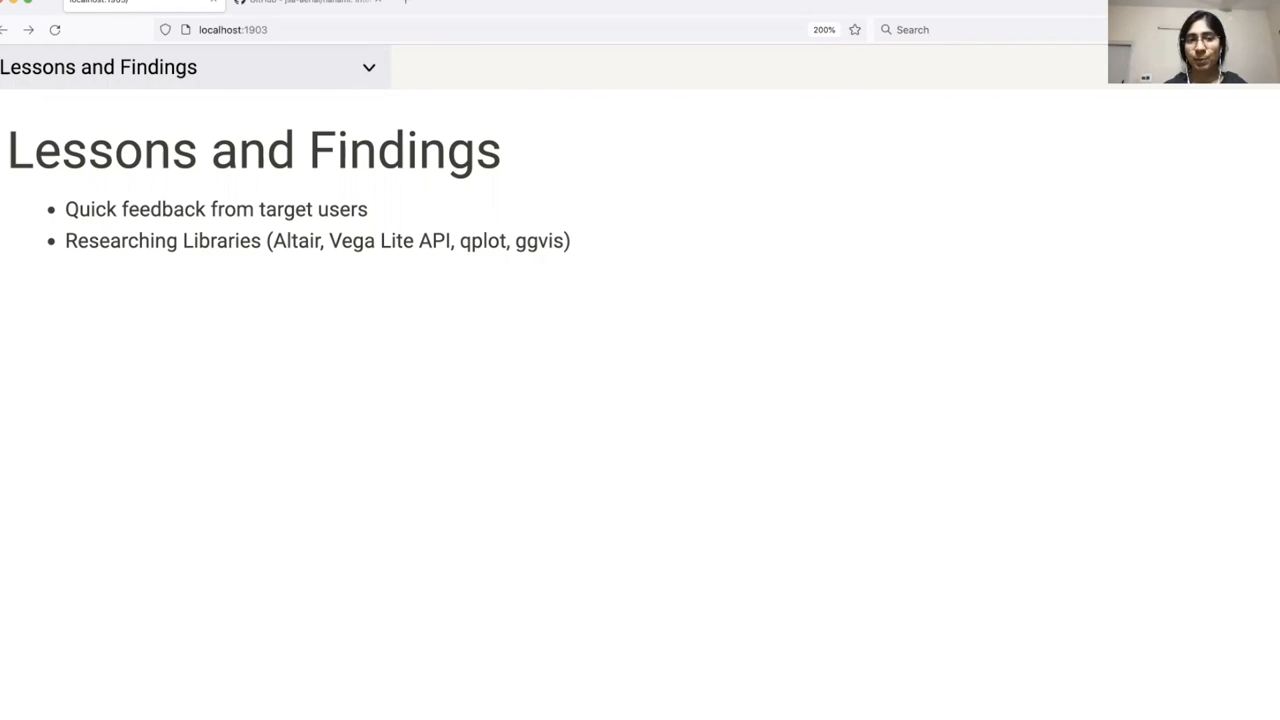 localhost:1903
200%
Search
Lessons and Findings
Lessons and Findings
Quick feedback from target users
Researching Libraries (Altair, Vega Lite API, qplot, ggvis)